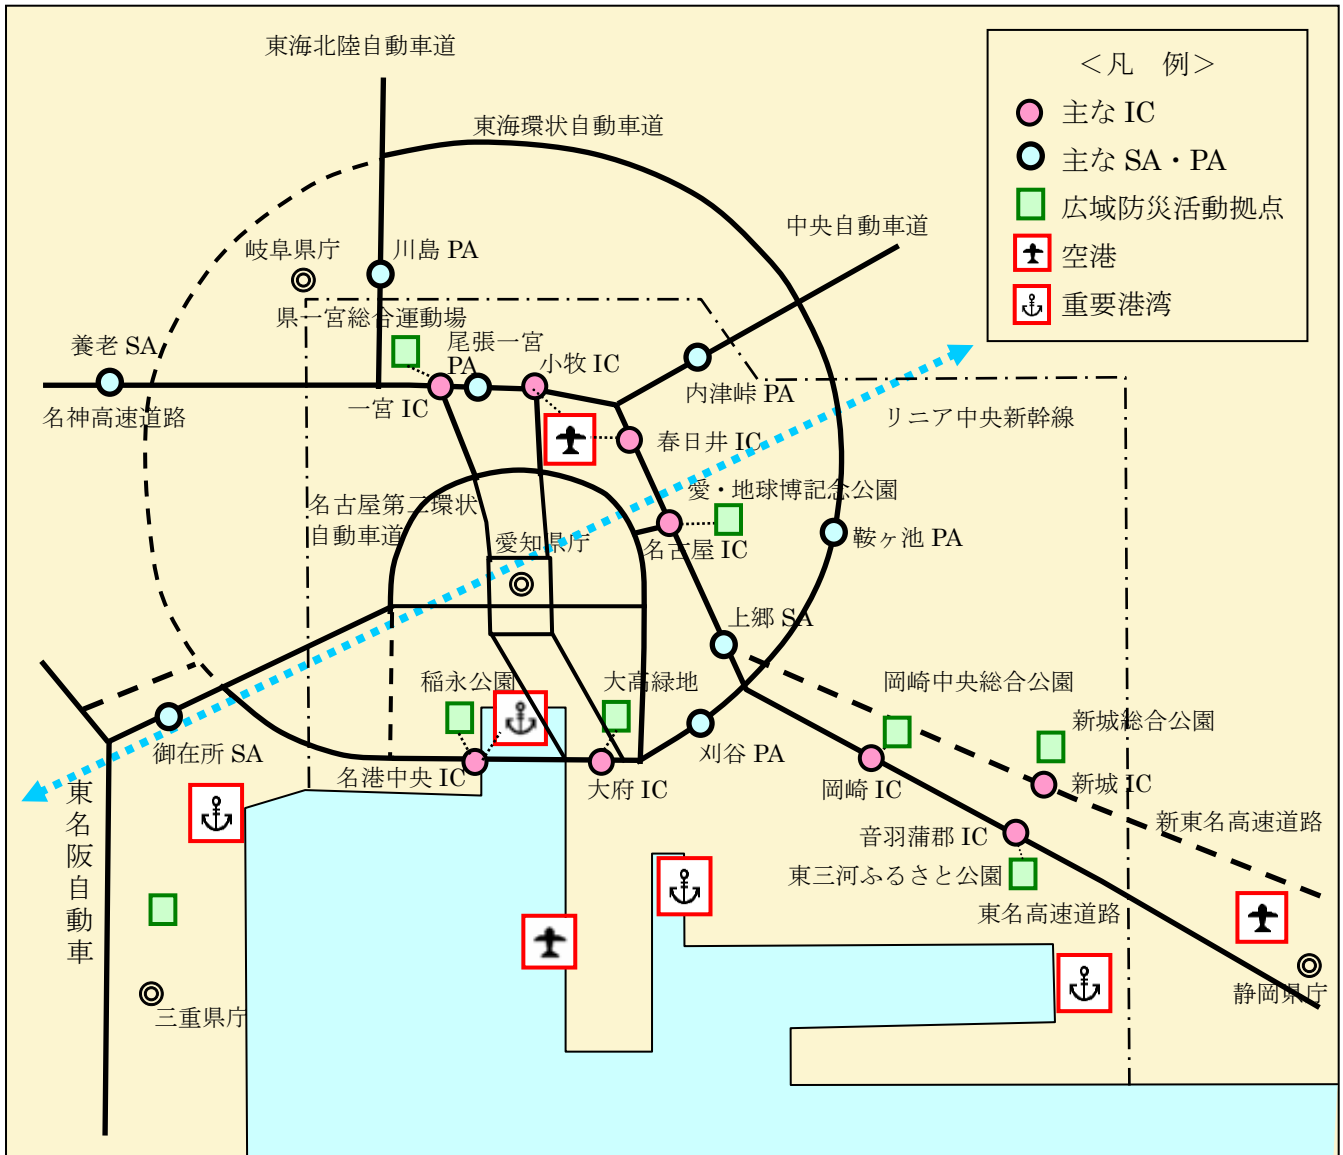 東海北陸自動車道
＜凡　例＞
主な IC
東海環状自動車道
主な SA・PA
広域防災活動拠点
中央自動車道
岐阜県庁
川島 PA
空港
重要港湾
県一宮総合運動場
養老 SA
尾張一宮
PA
小牧 IC
内津峠 PA
一宮 IC
名神高速道路
リニア中央新幹線
春日井 IC
愛・地球博記念公園
名古屋第二環状
自動車道
愛知県庁
名古屋 IC
鞍ヶ池 PA
上郷 SA
稲永公園
大高緑地
岡崎中央総合公園
新城総合公園
御在所 SA
刈谷 PA
名港中央 IC
大府 IC
岡崎 IC
新城 IC
東名阪自動車
音羽蒲郡 IC
新東名高速道路
東三河ふるさと公園
東名高速道路
静岡県庁
三重県庁